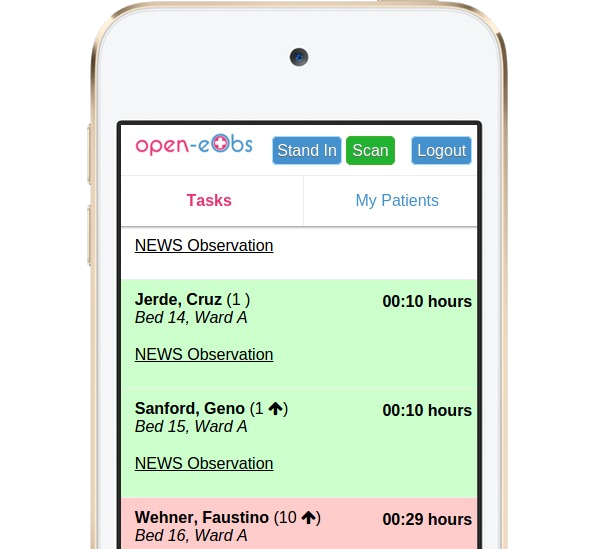 open-eObs
Stand In
Scan
Logout
Tasks
My Patients
NEWS Observation
Jerde, Cruz (1 ) 00:10 hours
Bed 14, Ward A
NEWS Observation
Sanford, Geno (1 ↑) 00:10 hours
Bed 15, Ward A
NEWS Observation
Wehner, Faustino (10 ↑) 00:29 hours
Bed 16, Ward A